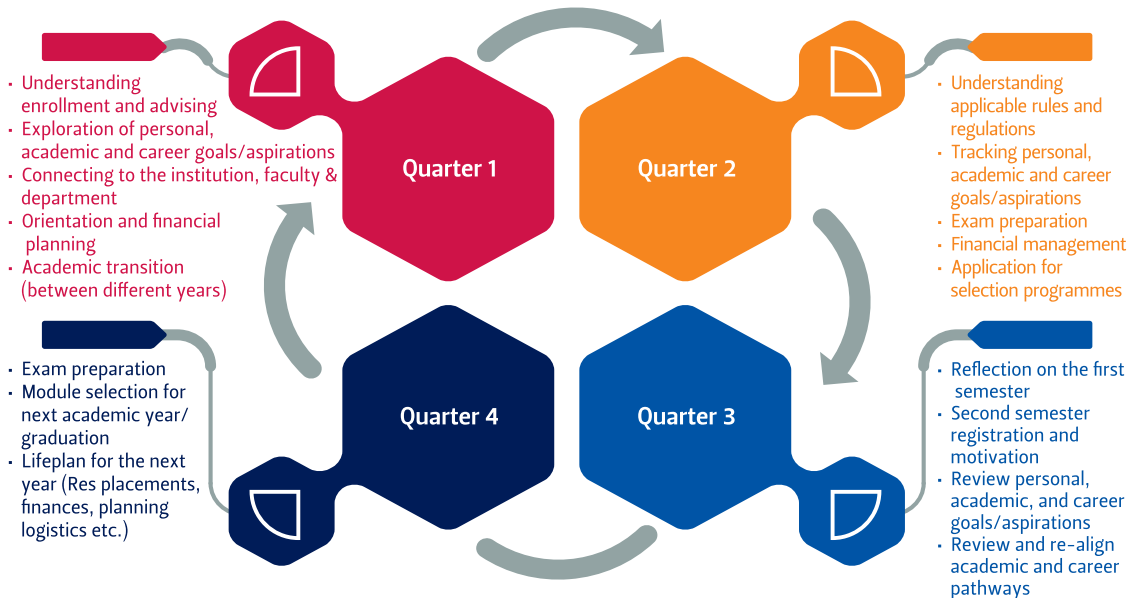 Quarter 1
· Understanding
enrollment and advising
· Exploration of personal,
academic and career goals/aspirations
· Connecting to the institution, faculty &
department
· Orientation and financial
planning
· Academic transition
(between different years)
Quarter 2
· Understanding
applicable rules and
regulations
· Tracking personal,
academic and career
goals/aspirations
· Exam preparation
· Financial management
· Application for
selection programmes
Quarter 3
· Reflection on the first
semester
· Second semester
registration and
motivation
· Review personal,
academic, and career
goals/aspirations
· Review and re-align
academic and career
pathways
Quarter 4
· Exam preparation
· Module selection for
next academic year/
graduation
· Lifeplan for the next
year (Res placements,
finances, planning
logistics etc.)